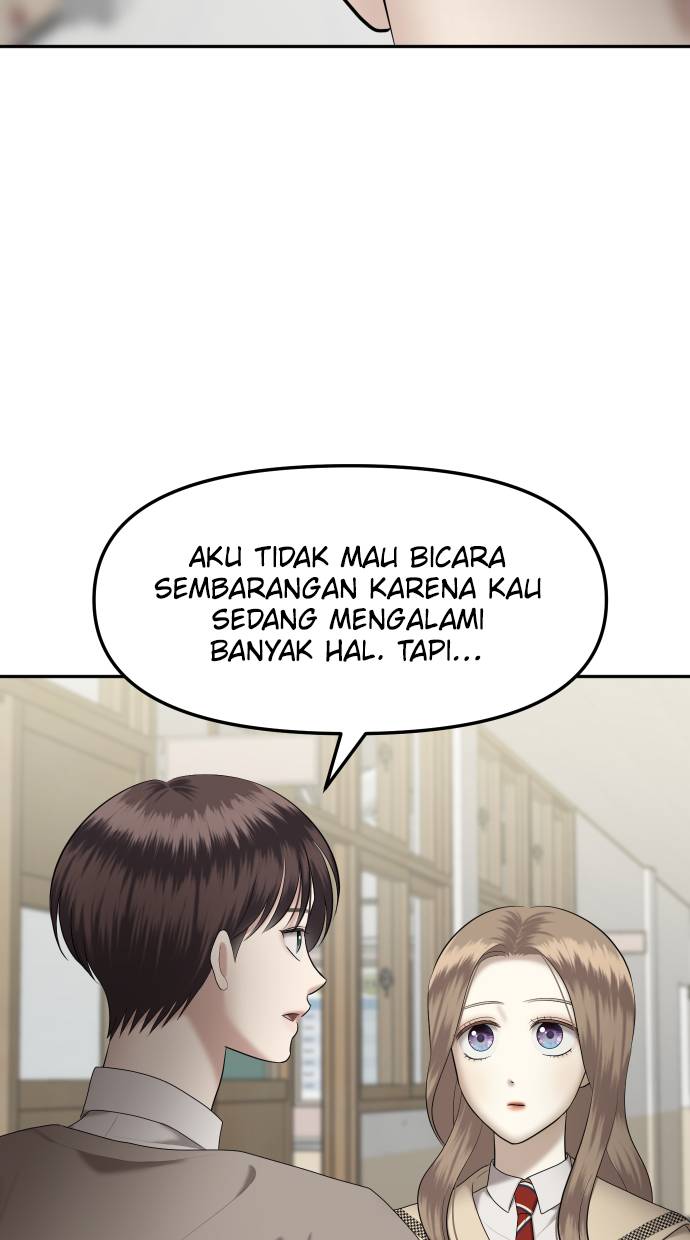 AKU TIDAK MAU BICARA
SEMBARANGAN KARENA KAU
SEDANG MENGALAMI
BANYAK HAL. TAPI...